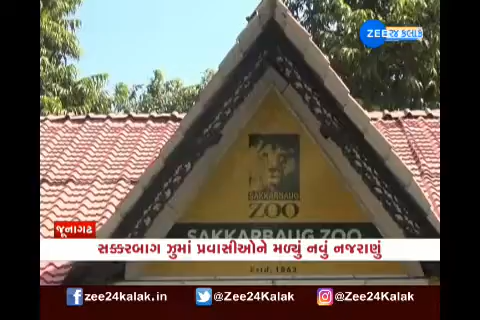 ZEE ૨૪ કલાક
SAKKARBAUG
ZOO
SAKKARBAUG ZOO
જૂનાગઢ
સક્કરબાગ ઝુમાં પ્રવાસીઓને મળ્યું નવું નજરાણું
Estd. 1863
zee24kalak.in @Zee24Kalak @Zee24Kalak